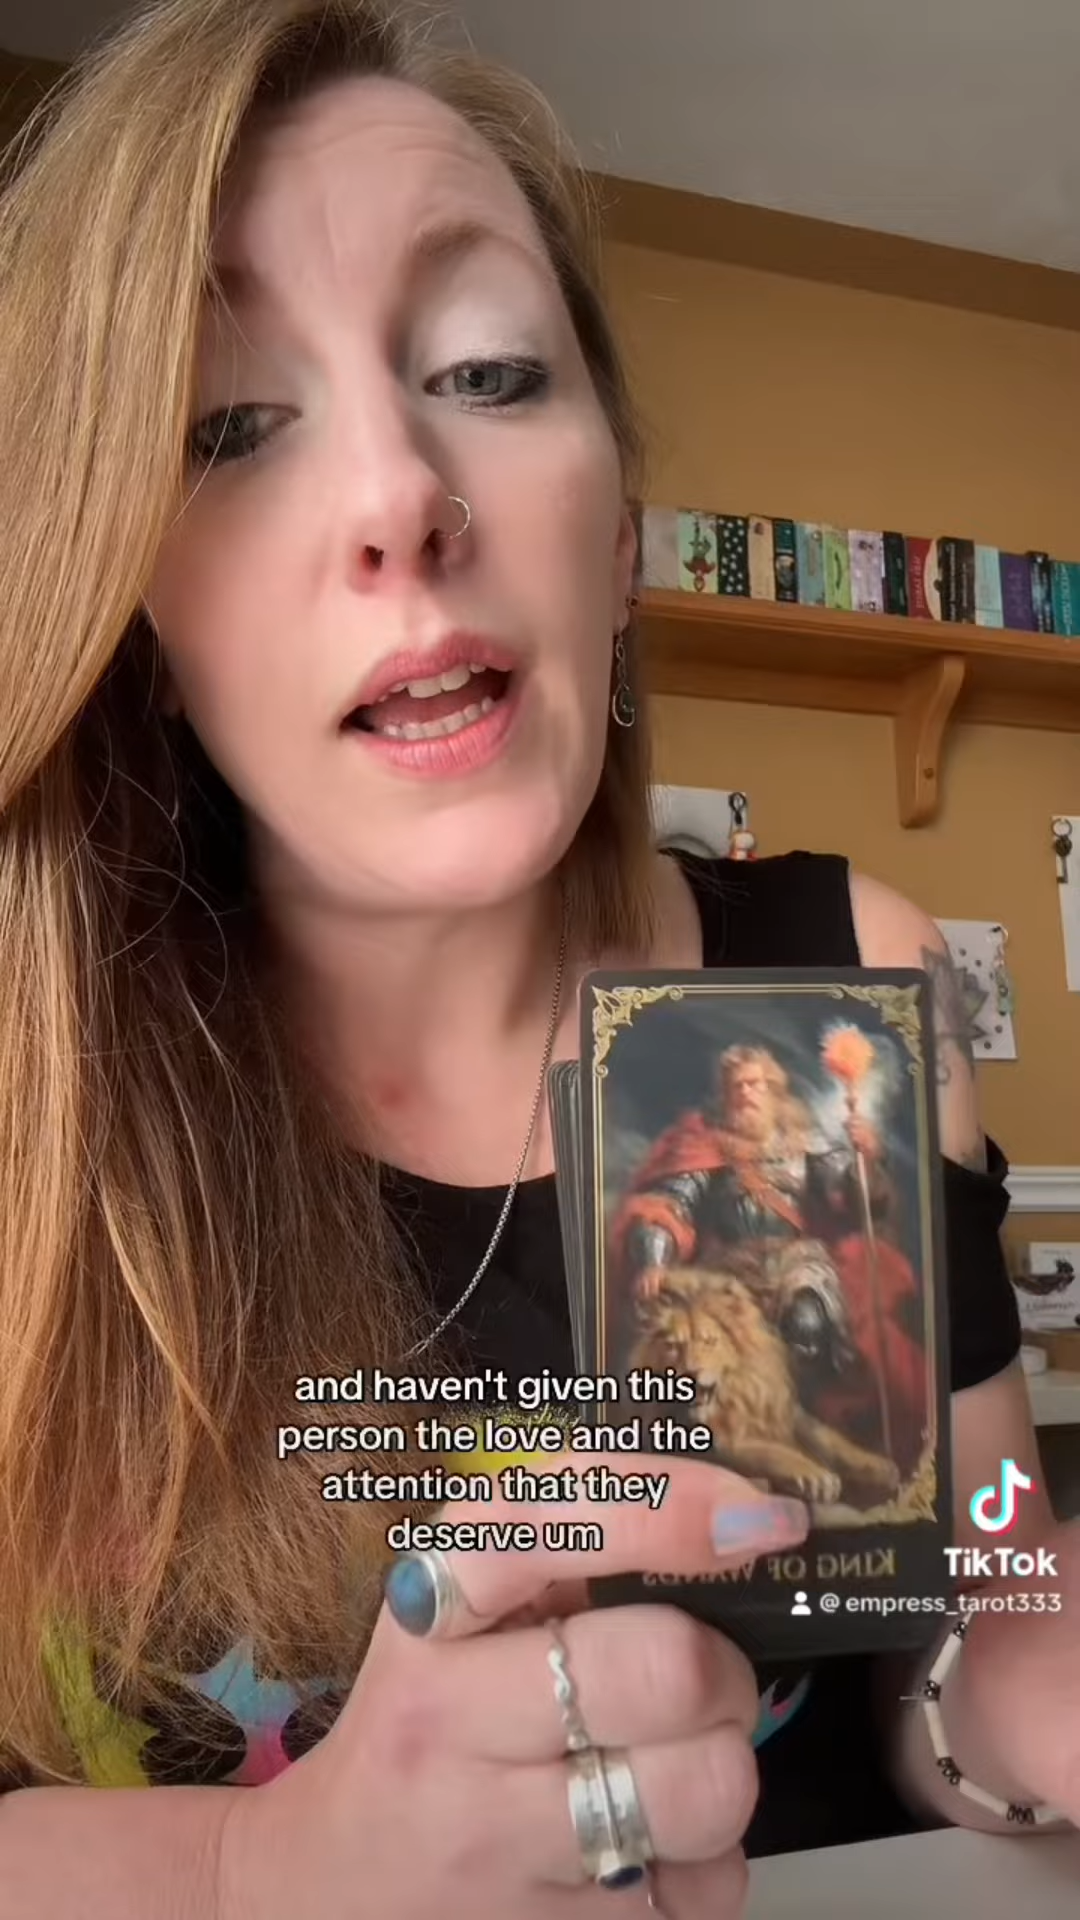 and haven't given this
person the love and the
attention that they
deserve um
KING OF WANDS
TikTok
@ empress_tarot333